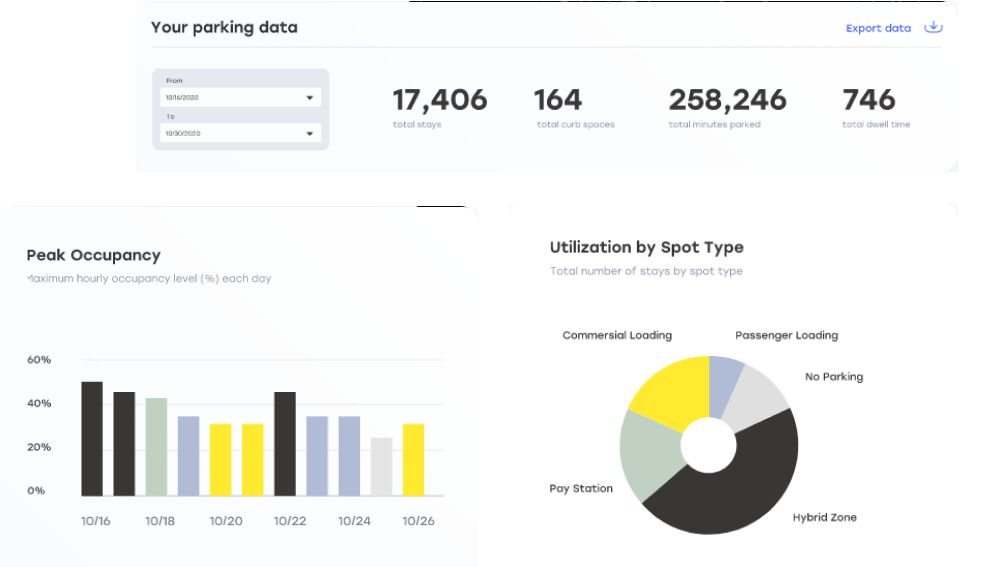 Your parking data
Export data
From
10/16/2020
To
10/30/2020
17,406
total stays
164
total curb spaces
258,246
total minutes parked
746
total dwell time
Peak Occupancy
Maximum hourly occupancy level (%) each day
60%
40%
20%
0%
10/16 10/18 10/20 10/22 10/24 10/26
Utilization by Spot Type
Total number of stays by spot type
Commersial Loading
Passenger Loading
No Parking
Pay Station
Hybrid Zone